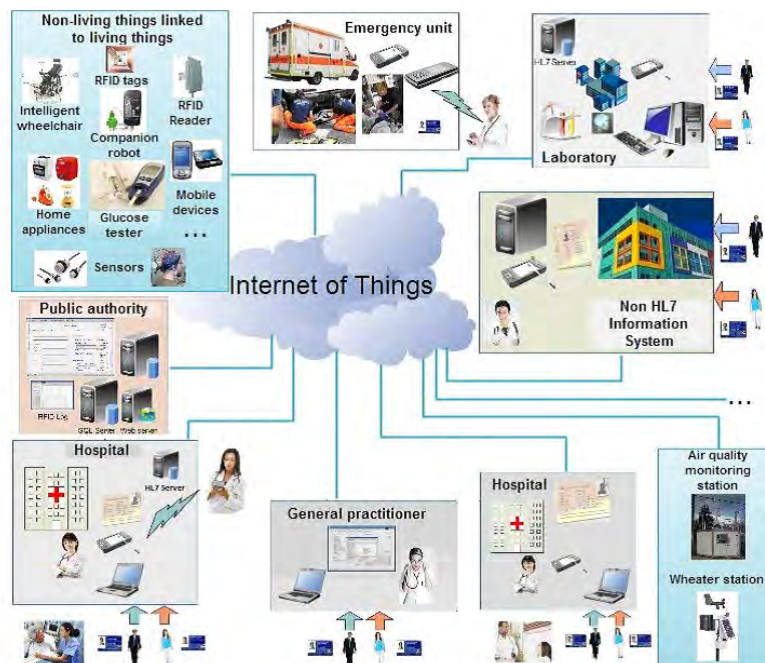 Non-living things linked
to living things
RFID tags
RFID
Reader
Intelligent
wheelchair
Companion
robot
Home
appliances
Glucose
tester
Mobile
devices
...
Sensors
Emergency unit
HL7 Server
Laboratory
Internet of Things
Non HL7
Information
System
Public authority
RFID Log
SQL Server
Web server
...
Hospital
HL7 Server
General practitioner
Hospital
Air quality
monitoring
station
Wheater station